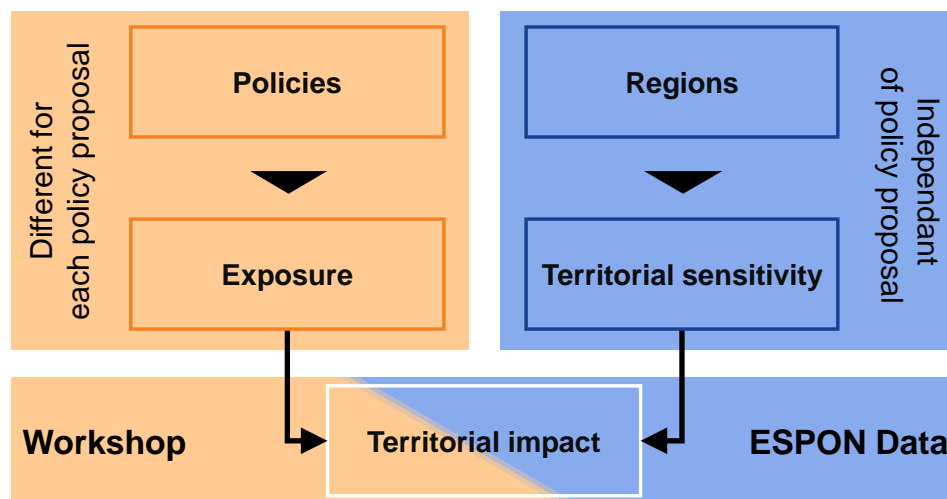 Different for
each policy proposal
Policies
Exposure
Regions
Territorial sensitivity
Independant
of policy proposal
Workshop
Territorial impact
ESPON Data